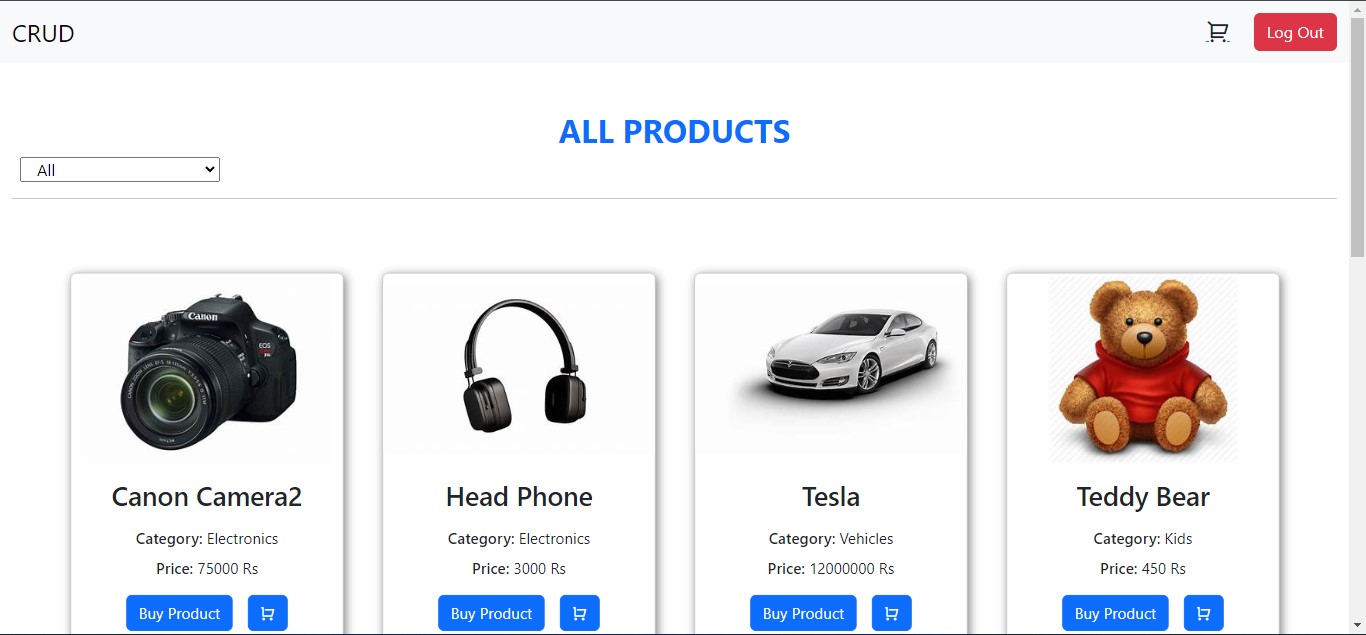 CRUD
Log Out
ALL PRODUCTS
All
Canon
EOS
Canon Camera2
Head Phone
Tesla
Teddy Bear
Category: Electronics
Category: Electronics
Category: Vehicles
Category: Kids
Price: 75000 Rs
Price: 3000 Rs
Price: 12000000 Rs
Price: 450 Rs
Buy Product
Buy Product
Buy Product
Buy Product